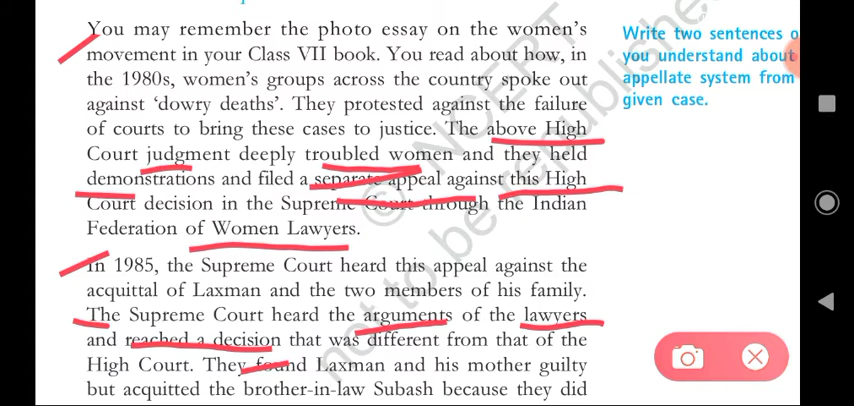 You may remember the photo essay on the women's
movement in your Class VII book. You read about how, in
the 1980s, women's groups across the country spoke out
against 'dowry deaths'. They protested against the failure
of courts to bring these cases to justice. The above High
Court judgment deeply troubled women and they held
demonstrations and filed a separate appeal against this High
Court decision in the Supreme Court through the Indian
Federation of Women Lawyers.
In 1985, the Supreme Court heard this appeal against the
acquittal of Laxman and the two members of his family.
The Supreme Court heard the arguments of the lawyers
and reached a decision that was different from that of the
High Court. They found Laxman and his mother guilty
but acquitted the brother-in-law Subash because they did
Write two sentences o
you understand about
appellate system from
given case.
© NCERT
not to be republished